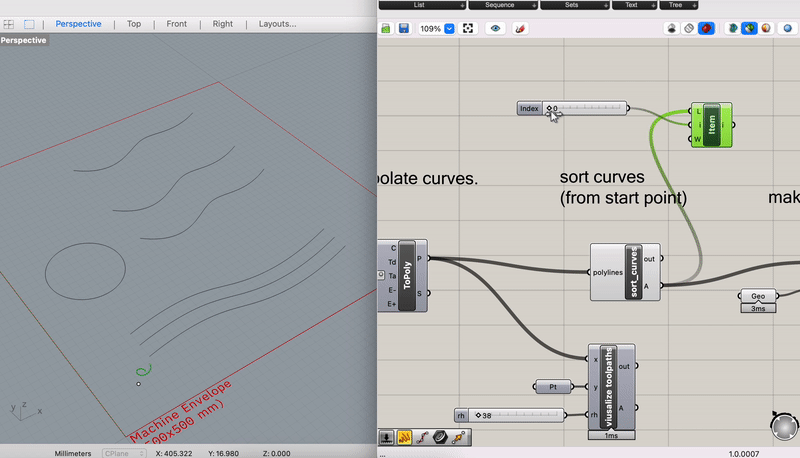 List
Sequence
Sets
Text
Tree
Perspective
Top
Front
Right
Layouts...
109%
Perspective
Index
0
L
i
W
Item
i
polate curves.
sort curves
(from start point)
mak
C
Td
Ta
E-
E+
ToPoly
P
S
polylines
sort_curves
out
A
Geo
3ms
x
y
rh
viusalize toolpaths
out
A
1ms
Pt
rh
38
Machine Envelope
00x500 mm)
z
y
x
Millimeters
CPlane
X: 405.322
Y: 16.980
Z: 0.000
...
1.0.0007